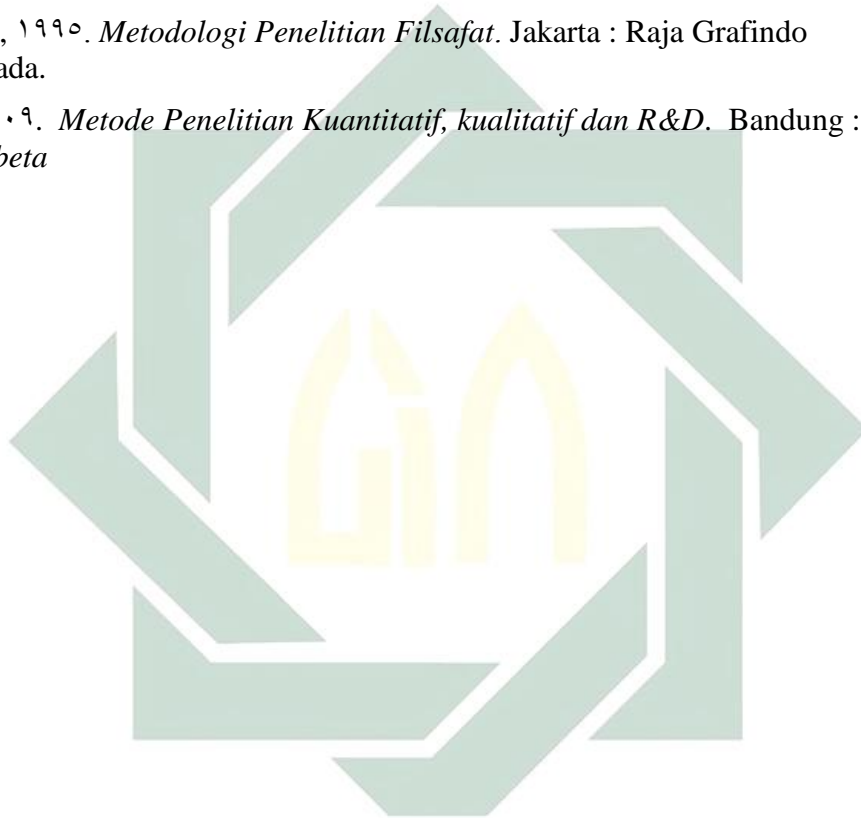 , ١٩٩٥. Metodologi Penelitian Filsafat. Jakarta : Raja Grafindo
ada.
٠٩. Metode Penelitian Kuantitatif, kualitatif dan R&D. Bandung :
beta